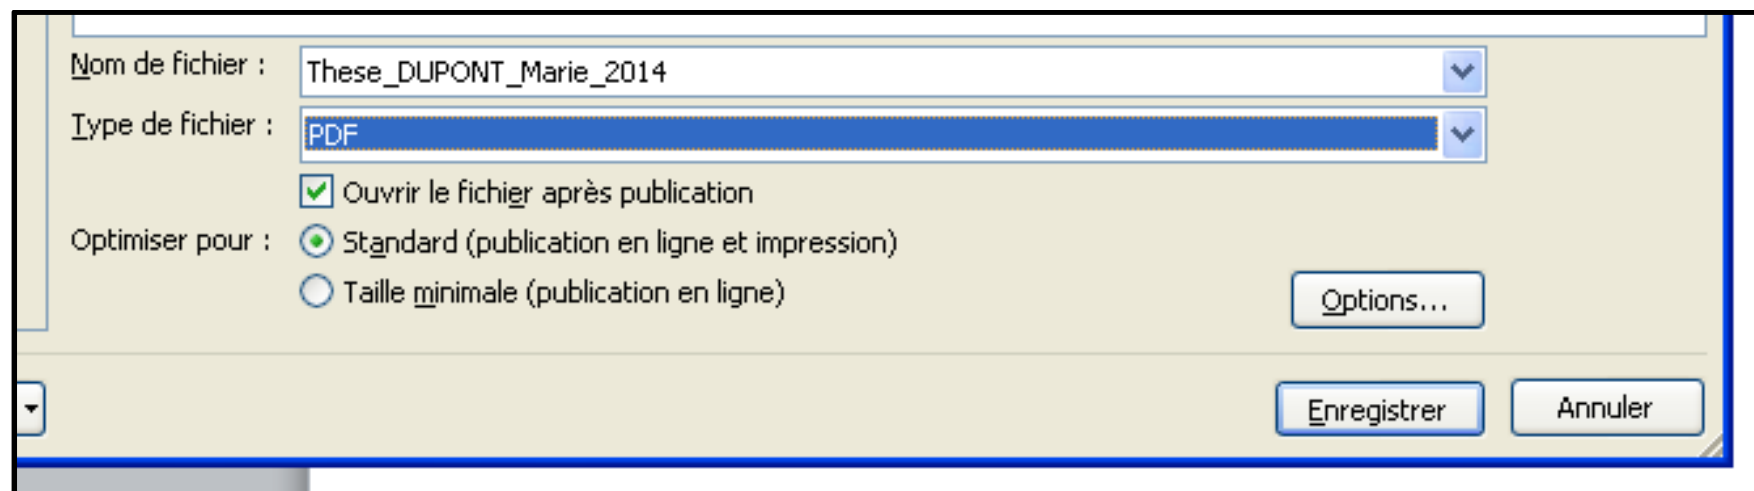 Nom de fichier : These_DUPONT_Marie_2014
Type de fichier : PDF
Ouvrir le fichier après publication
Optimiser pour : Standard (publication en ligne et impression)
Taille minimale (publication en ligne)
Options...
Enregistrer Annuler